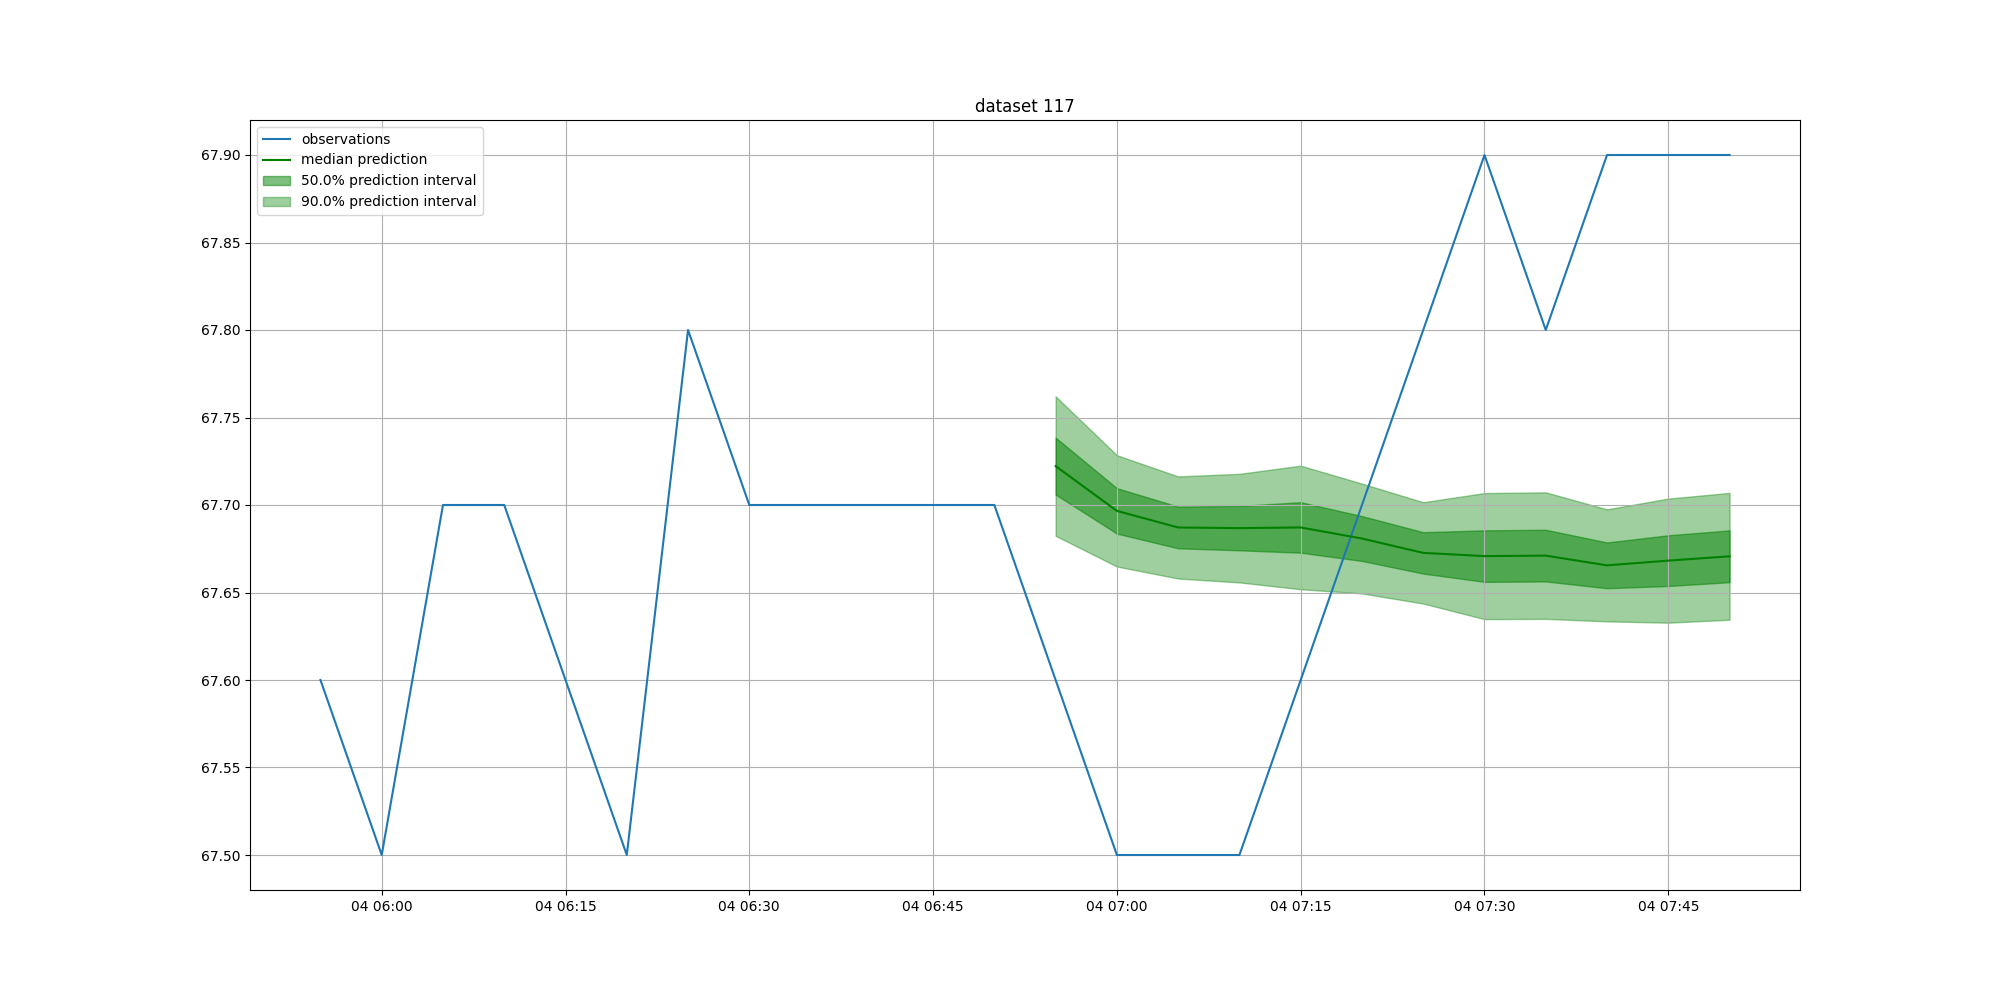 dataset 117
observations
median prediction
50.0% prediction interval
90.0% prediction interval
67.90
67.85
67.80
67.75
67.70
67.65
67.60
67.55
67.50
04 06:00 04 06:15 04 06:30 04 06:45 04 07:00 04 07:15 04 07:30 04 07:45